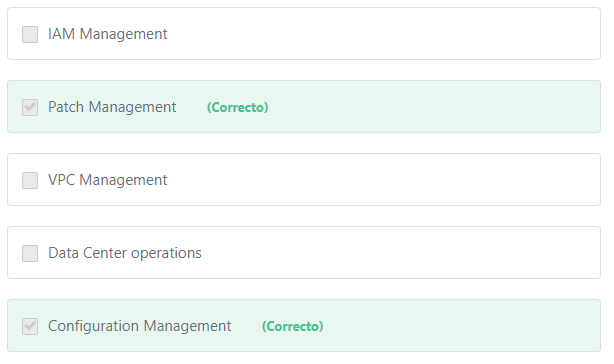 IAM Management
Patch Management (Correcto)
VPC Management
Data Center operations
Configuration Management (Correcto)